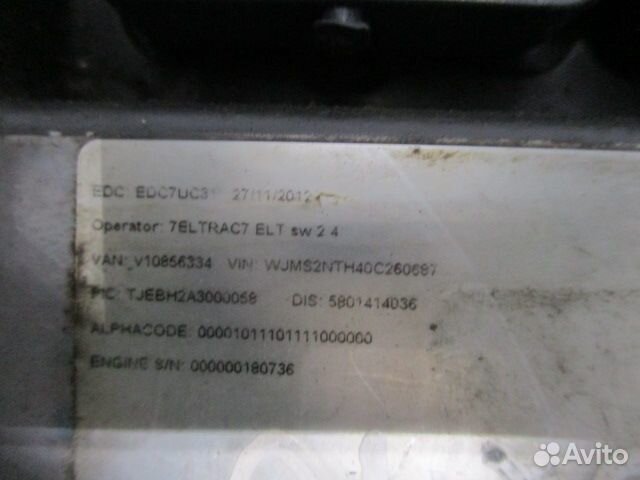 EDC: EDC7UC31 27/11/2012
Operator: 7ELTRAC7 ELT sw 2 4
VAN: V10856334 VIN: WJMS2NTH40C260687
PIC: TJEBH2A3000058 DIS: 5801414036
ALPHACODE: 00001011101111000000
ENGINE S/N: 000000180736
Avito